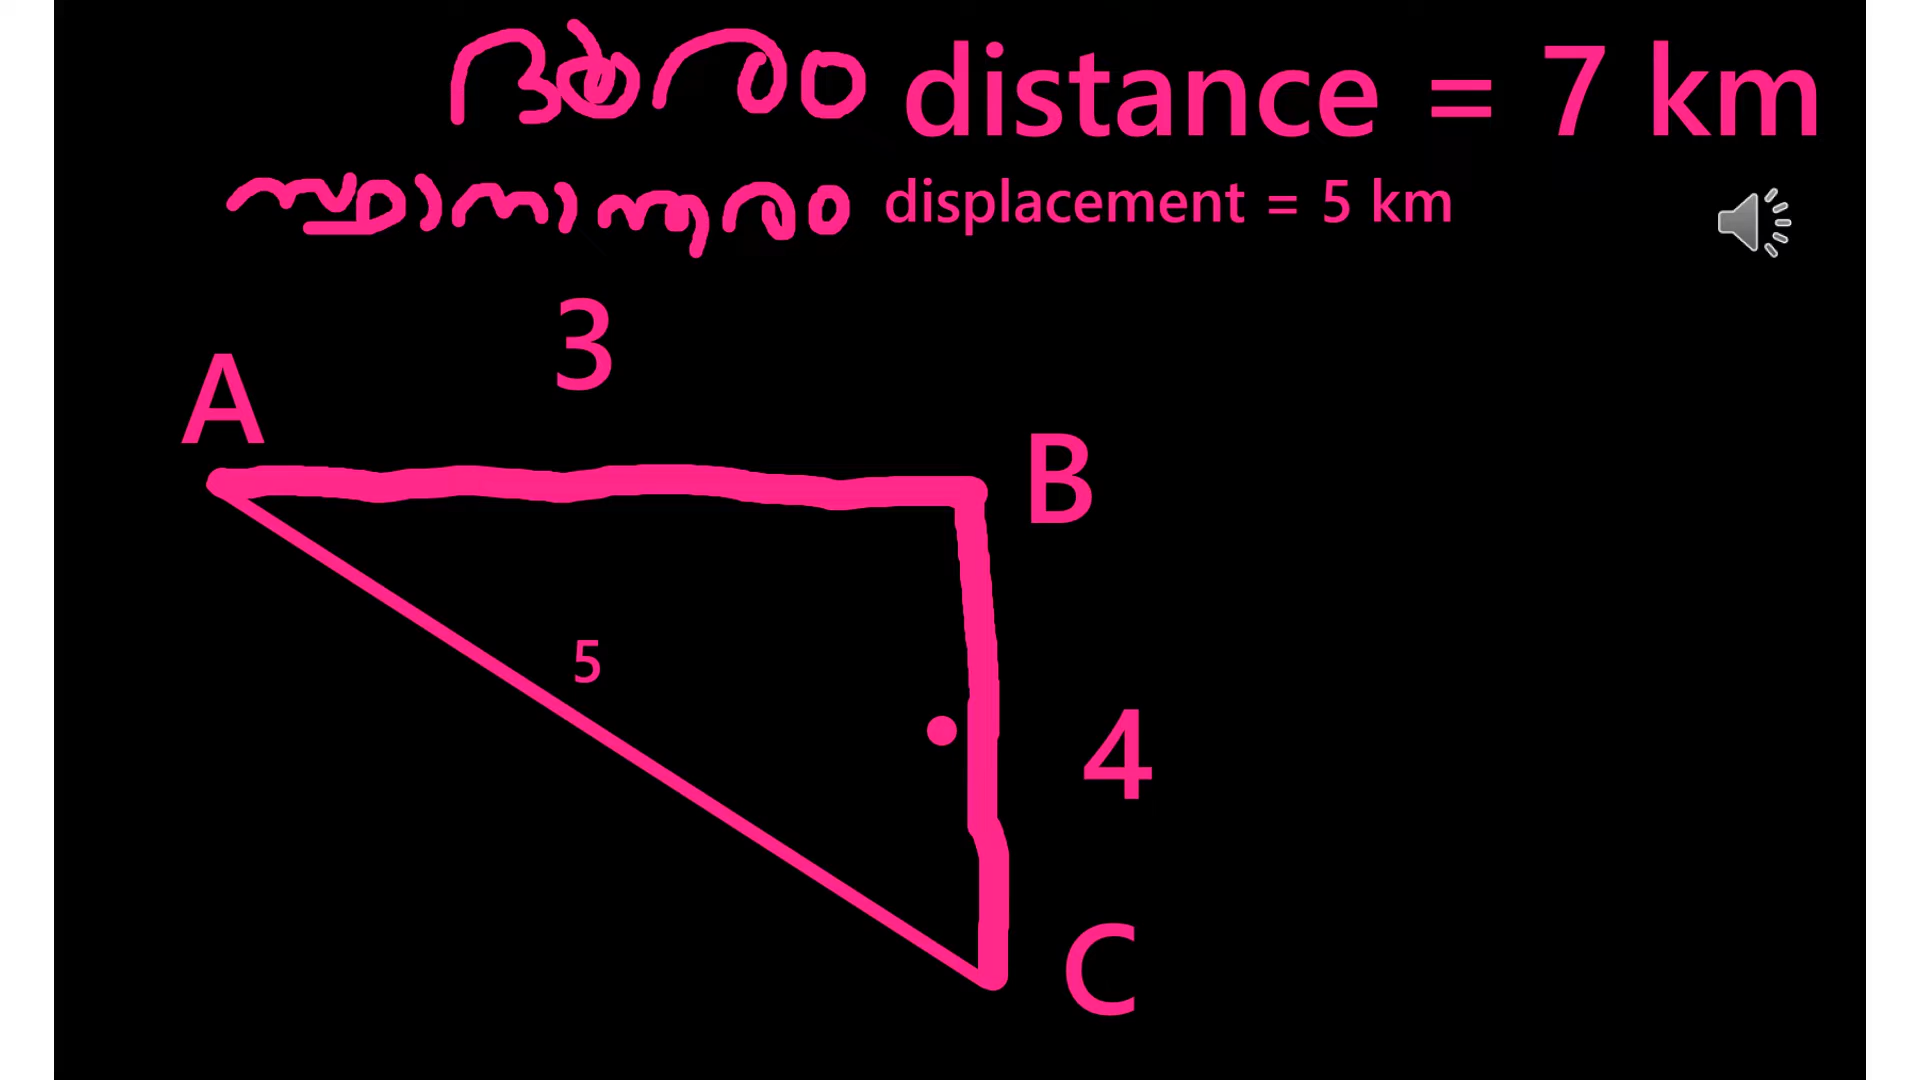 ദൂരം distance = 7 km
സ്ഥാനാന്തരം displacement = 5 km
3
A
B
5
4
C